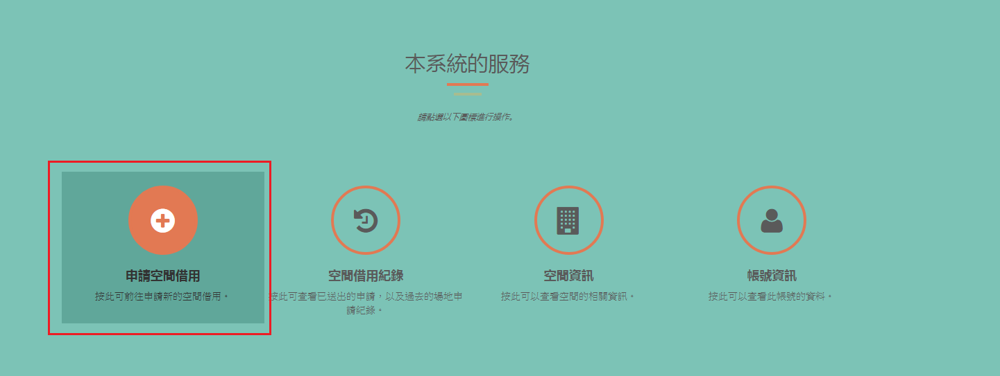 本系統的服務
請點選以下圖標進行操作。
申請空間借用
按此可前往申請新的空間借用。
空間借用紀錄
按此可查看已送出的申請，以及過去的場地申
請紀錄。
空間資訊
按此可以查看空間的相關資訊。
帳號資訊
按此可以查看此帳號的資料。